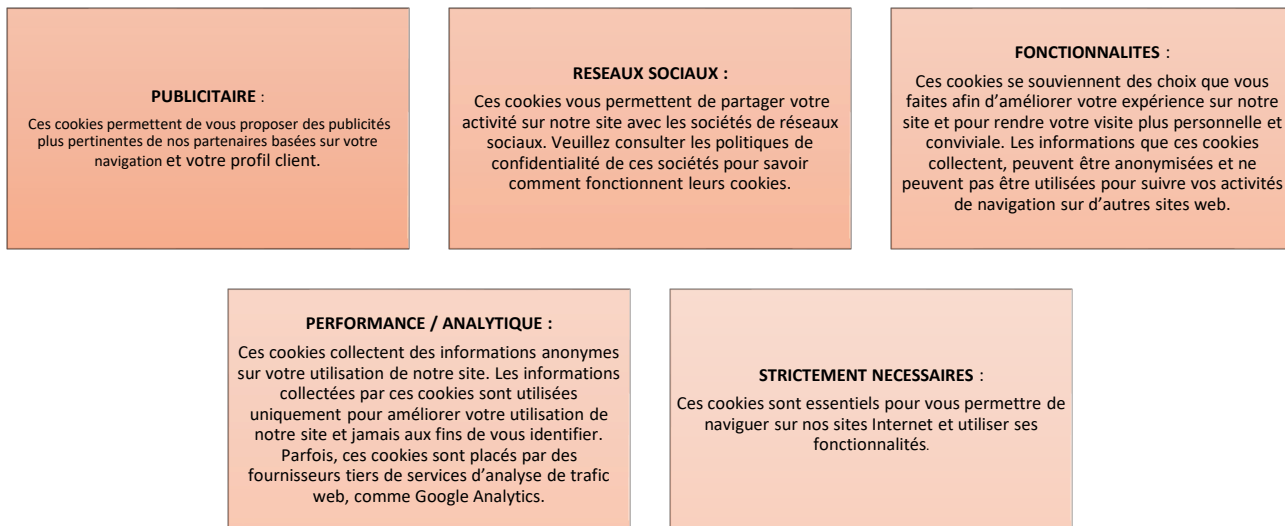 PUBLICITAIRE :
Ces cookies permettent de vous proposer des publicités
plus pertinentes de nos partenaires basées sur votre
navigation et votre profil client.
RESEAUX SOCIAUX :
Ces cookies vous permettent de partager votre
activité sur notre site avec les sociétés de réseaux
sociaux. Veuillez consulter les politiques de
confidentialité de ces sociétés pour savoir
comment fonctionnent leurs cookies.
FONCTIONNALITES :
Ces cookies se souviennent des choix que vous
faites afin d’améliorer votre expérience sur notre
site et pour rendre votre visite plus personnelle et
conviviale. Les informations que ces cookies
collectent, peuvent être anonymisées et ne
peuvent pas être utilisées pour suivre vos activités
de navigation sur d’autres sites web.
PERFORMANCE / ANALYTIQUE :
Ces cookies collectent des informations anonymes
sur votre utilisation de notre site. Les informations
collectées par ces cookies sont utilisées
uniquement pour améliorer votre utilisation de
notre site et jamais aux fins de vous identifier.
Parfois, ces cookies sont placés par des
fournisseurs tiers de services d’analyse de trafic
web, comme Google Analytics.
STRICTEMENT NECESSAIRES :
Ces cookies sont essentiels pour vous permettre de
naviguer sur nos sites Internet et utiliser ses
fonctionnalités.